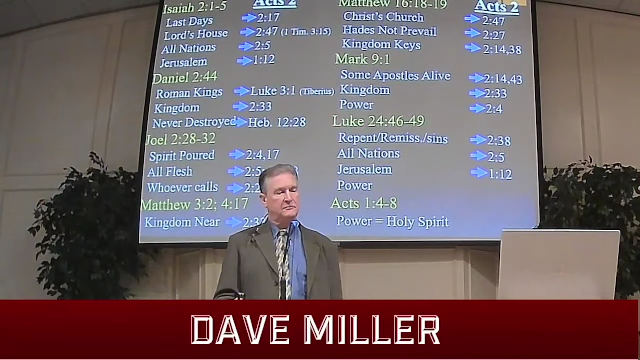 Isaiah 2:1-5 Acts 2
Last Days 2:17
Lord's House 2:47 (1 Tim. 3:15)
All Nations 2:5
Jerusalem 1:12
Daniel 2:44
Roman Kings Luke 3:1 (Tiberius)
Kingdom 2:33
Never Destroyed Heb. 12:28
Joel 2:28-32
Spirit Poured 2:4,17
All Flesh 2:5
Whoever calls 2:2
Matthew 3:2; 4:17
Kingdom Near 2:3
Matthew 16:18-19 Acts 2
Christ's Church 2:47
Hades Not Prevail 2:27
Kingdom Keys 2:14,38
Mark 9:1
Some Apostles Alive 2:14,43
Kingdom 2:33
Power 2:4
Luke 24:46-49
Repent/Remiss./sins 2:38
All Nations 2:5
Jerusalem 1:12
Power
Acts 1:4-8
Power = Holy Spirit
DAVE MILLER